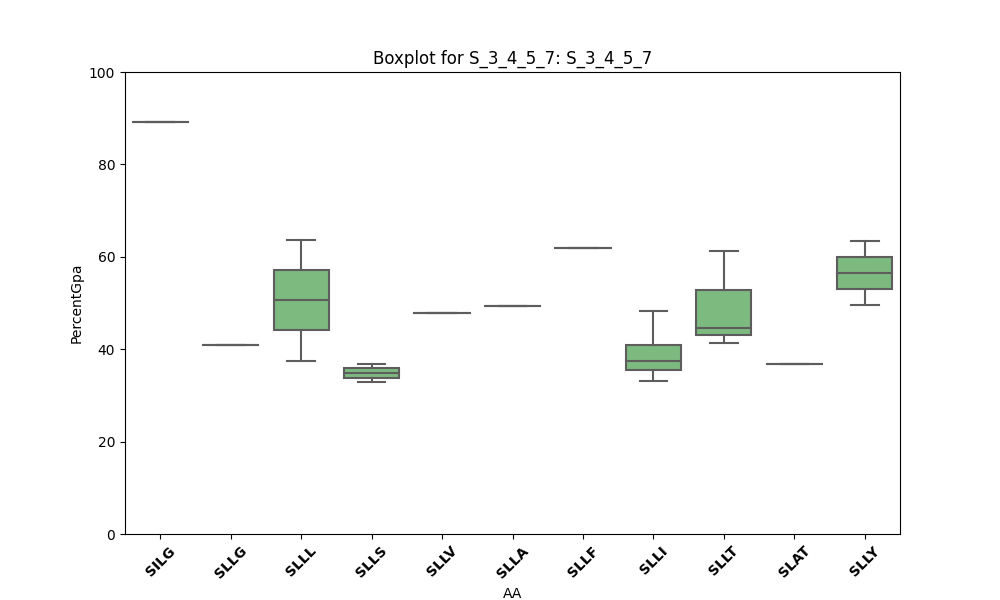 Boxplot for S_3_4_5_7: S_3_4_5_7
100
80
60
40
20
0
PercentGpa
SILG
SLLG
SLLL
SLLS
SLLV
SLLA
SLLF
SLLI
SLLT
SLAT
SLLY
AA